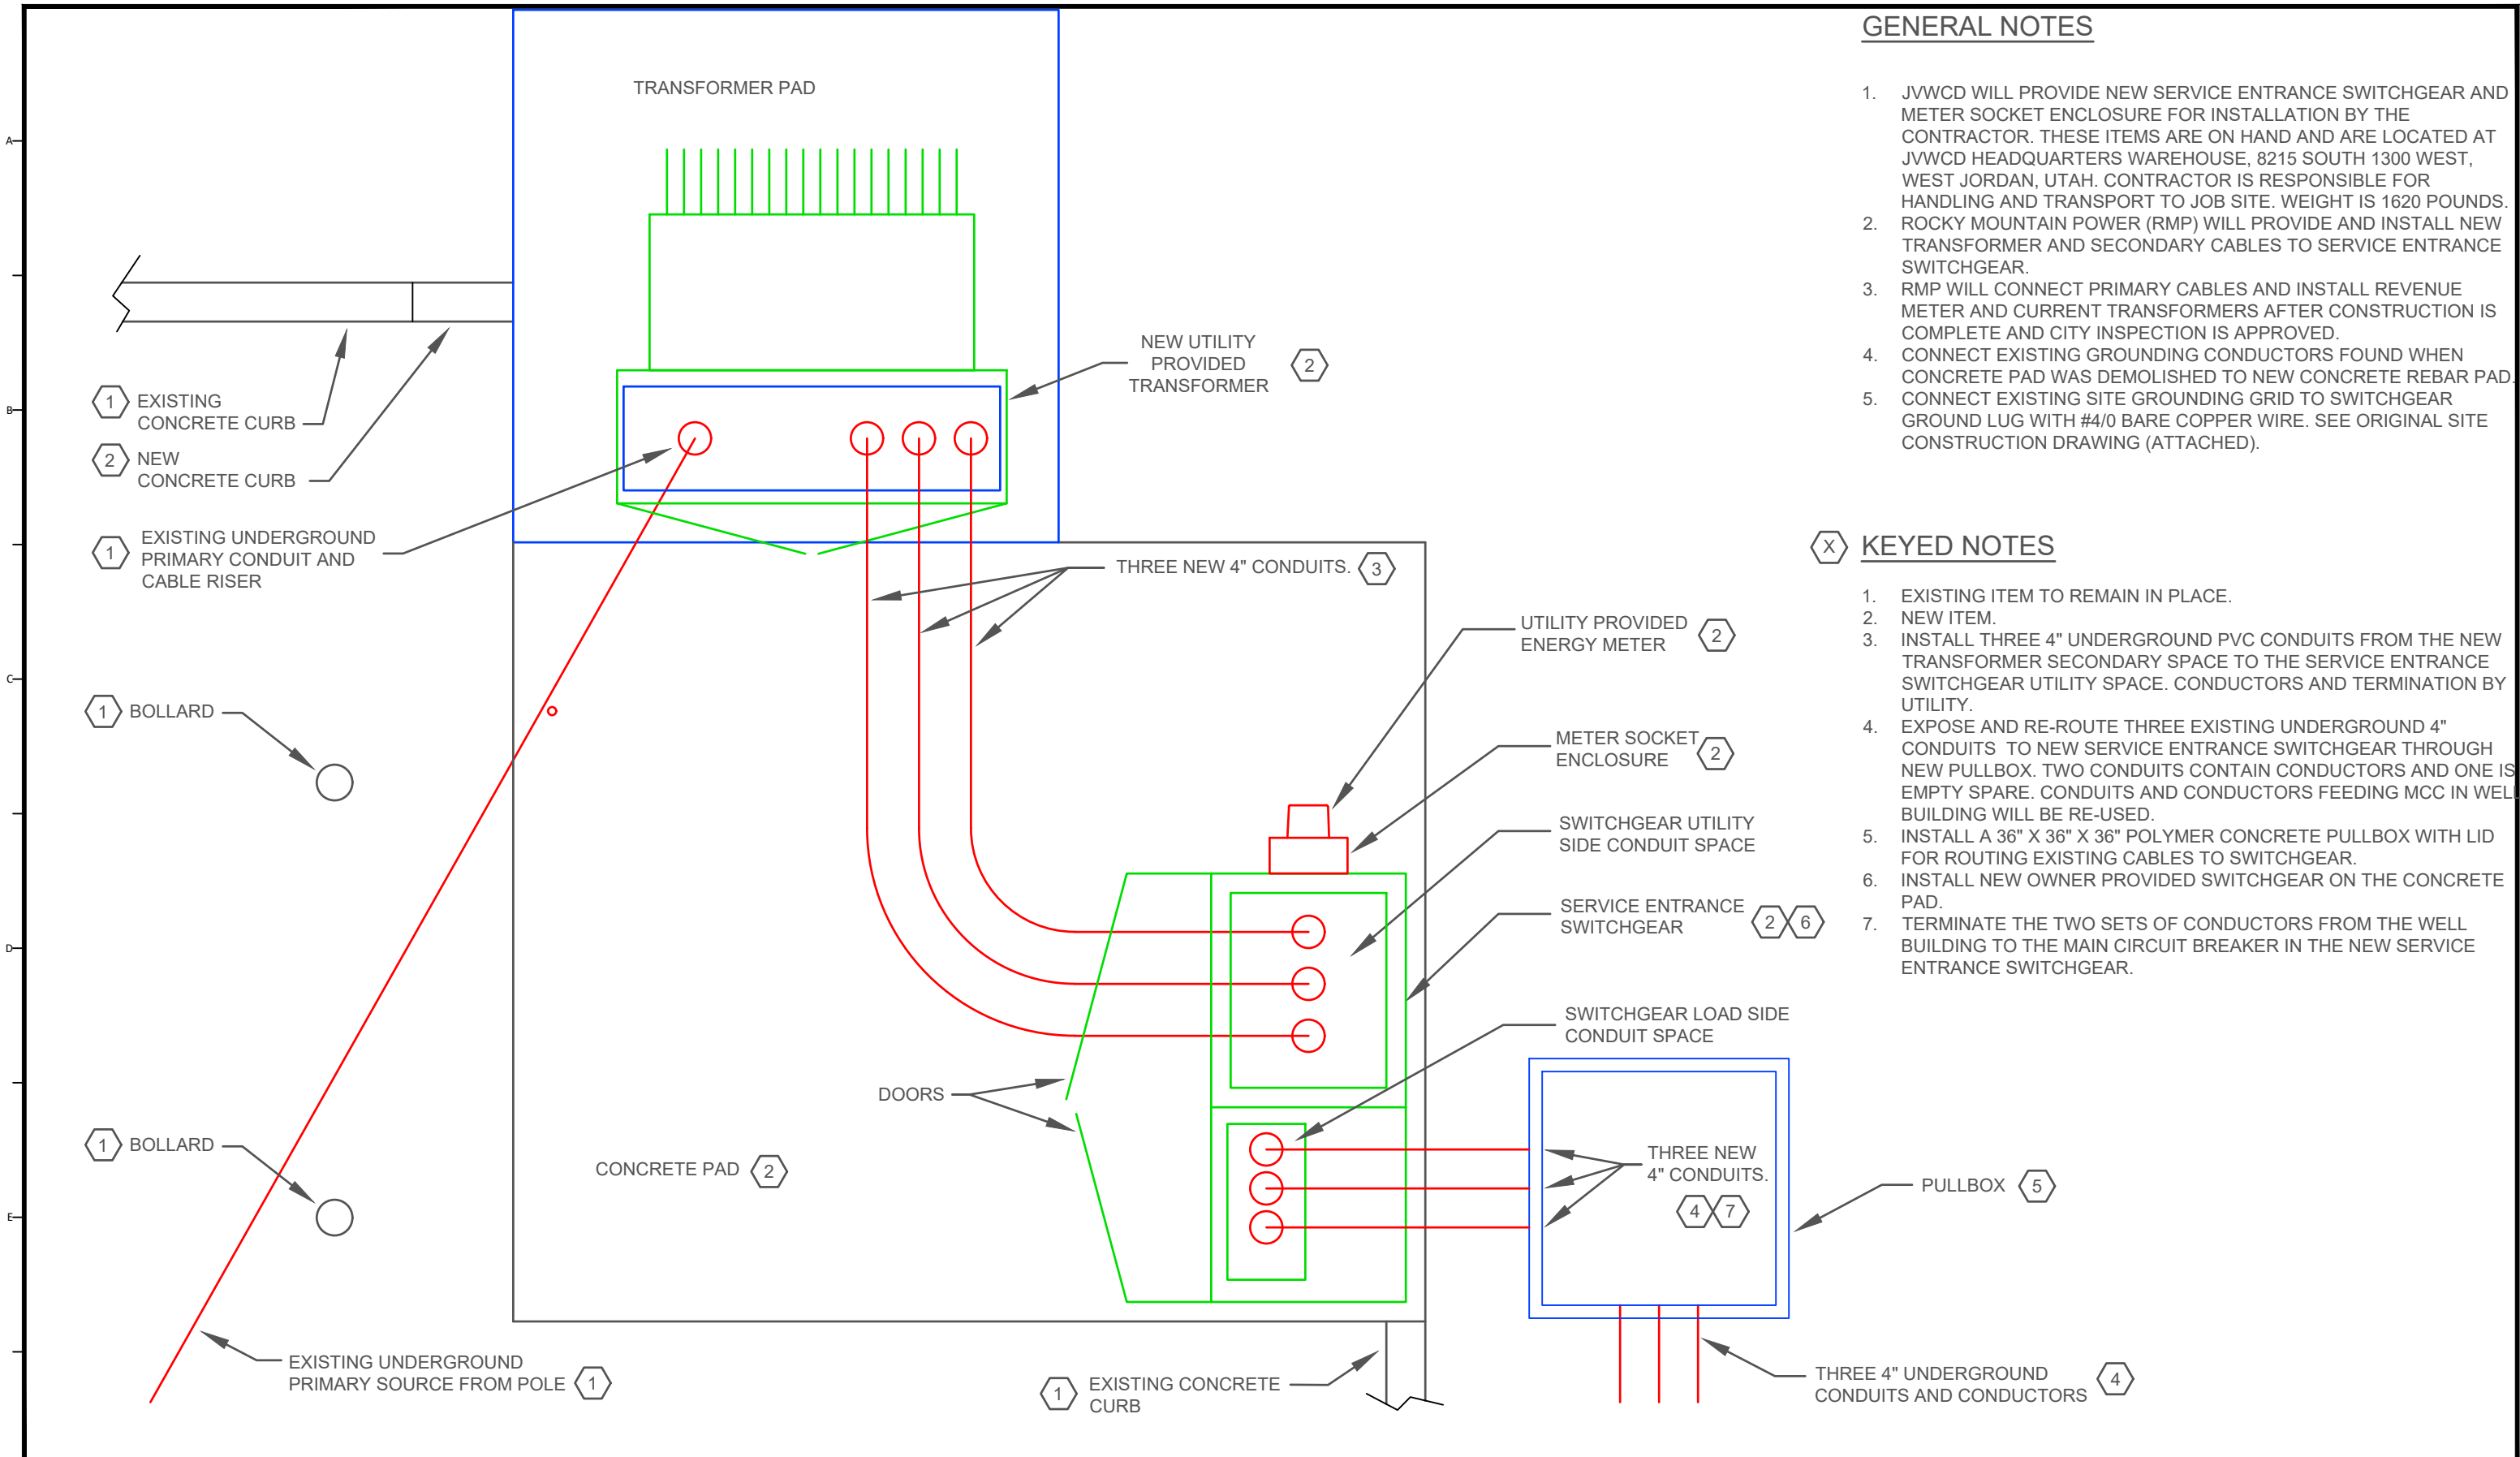 GENERAL NOTES
1. JVWCD WILL PROVIDE NEW SERVICE ENTRANCE SWITCHGEAR AND
METER SOCKET ENCLOSURE FOR INSTALLATION BY THE
CONTRACTOR. THESE ITEMS ARE ON HAND AND ARE LOCATED AT
JVWCD HEADQUARTERS WAREHOUSE, 8215 SOUTH 1300 WEST,
WEST JORDAN, UTAH. CONTRACTOR IS RESPONSIBLE FOR
HANDLING AND TRANSPORT TO JOB SITE. WEIGHT IS 1620 POUNDS.
2. ROCKY MOUNTAIN POWER (RMP) WILL PROVIDE AND INSTALL NEW
TRANSFORMER AND SECONDARY CABLES TO SERVICE ENTRANCE
SWITCHGEAR.
3. RMP WILL CONNECT PRIMARY CABLES AND INSTALL REVENUE
METER AND CURRENT TRANSFORMERS AFTER CONSTRUCTION IS
COMPLETE AND CITY INSPECTION IS APPROVED.
4. CONNECT EXISTING GROUNDING CONDUCTORS FOUND WHEN
CONCRETE PAD WAS DEMOLISHED TO NEW CONCRETE REBAR PAD.
5. CONNECT EXISTING SITE GROUNDING GRID TO SWITCHGEAR
GROUND LUG WITH #4/0 BARE COPPER WIRE. SEE ORIGINAL SITE
CONSTRUCTION DRAWING (ATTACHED).
X KEYED NOTES
1. EXISTING ITEM TO REMAIN IN PLACE.
2. NEW ITEM.
3. INSTALL THREE 4" UNDERGROUND PVC CONDUITS FROM THE NEW
TRANSFORMER SECONDARY SPACE TO THE SERVICE ENTRANCE
SWITCHGEAR UTILITY SPACE. CONDUCTORS AND TERMINATION BY
UTILITY.
4. EXPOSE AND RE-ROUTE THREE EXISTING UNDERGROUND 4"
CONDUITS TO NEW SERVICE ENTRANCE SWITCHGEAR THROUGH
NEW PULLBOX. TWO CONDUITS CONTAIN CONDUCTORS AND ONE IS
EMPTY SPARE. CONDUITS AND CONDUCTORS FEEDING MCC IN WELL
BUILDING WILL BE RE-USED.
5. INSTALL A 36" X 36" X 36" POLYMER CONCRETE PULLBOX WITH LID
FOR ROUTING EXISTING CABLES TO SWITCHGEAR.
6. INSTALL NEW OWNER PROVIDED SWITCHGEAR ON THE CONCRETE
PAD.
7. TERMINATE THE TWO SETS OF CONDUCTORS FROM THE WELL
BUILDING TO THE MAIN CIRCUIT BREAKER IN THE NEW SERVICE
ENTRANCE SWITCHGEAR.
TRANSFORMER PAD
A
B
C
D
E
NEW UTILITY
PROVIDED
TRANSFORMER 2
1 EXISTING
CONCRETE CURB
2 NEW
CONCRETE CURB
1 EXISTING UNDERGROUND
PRIMARY CONDUIT AND
CABLE RISER
THREE NEW 4" CONDUITS. 3
UTILITY PROVIDED
ENERGY METER 2
1 BOLLARD
METER SOCKET
ENCLOSURE 2
SWITCHGEAR UTILITY
SIDE CONDUIT SPACE
SERVICE ENTRANCE
SWITCHGEAR 2 6
SWITCHGEAR LOAD SIDE
CONDUIT SPACE
DOORS
1 BOLLARD
CONCRETE PAD 2
THREE NEW
4" CONDUITS.
4 7
PULLBOX 5
EXISTING UNDERGROUND
PRIMARY SOURCE FROM POLE 1
1 EXISTING CONCRETE
CURB
THREE 4" UNDERGROUND
CONDUITS AND CONDUCTORS 4